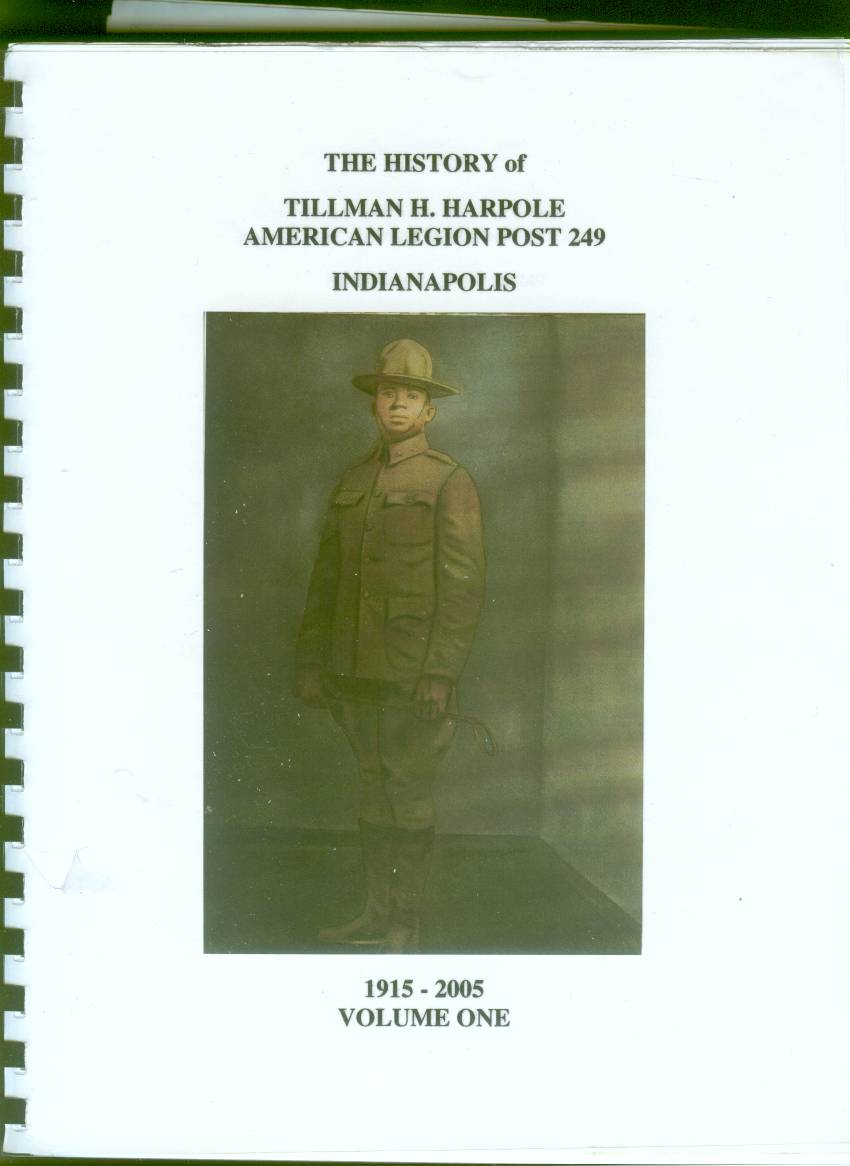 THE HISTORY of
TILLMAN H. HARPOLE
AMERICAN LEGION POST 249
INDIANAPOLIS
1915 - 2005
VOLUME ONE